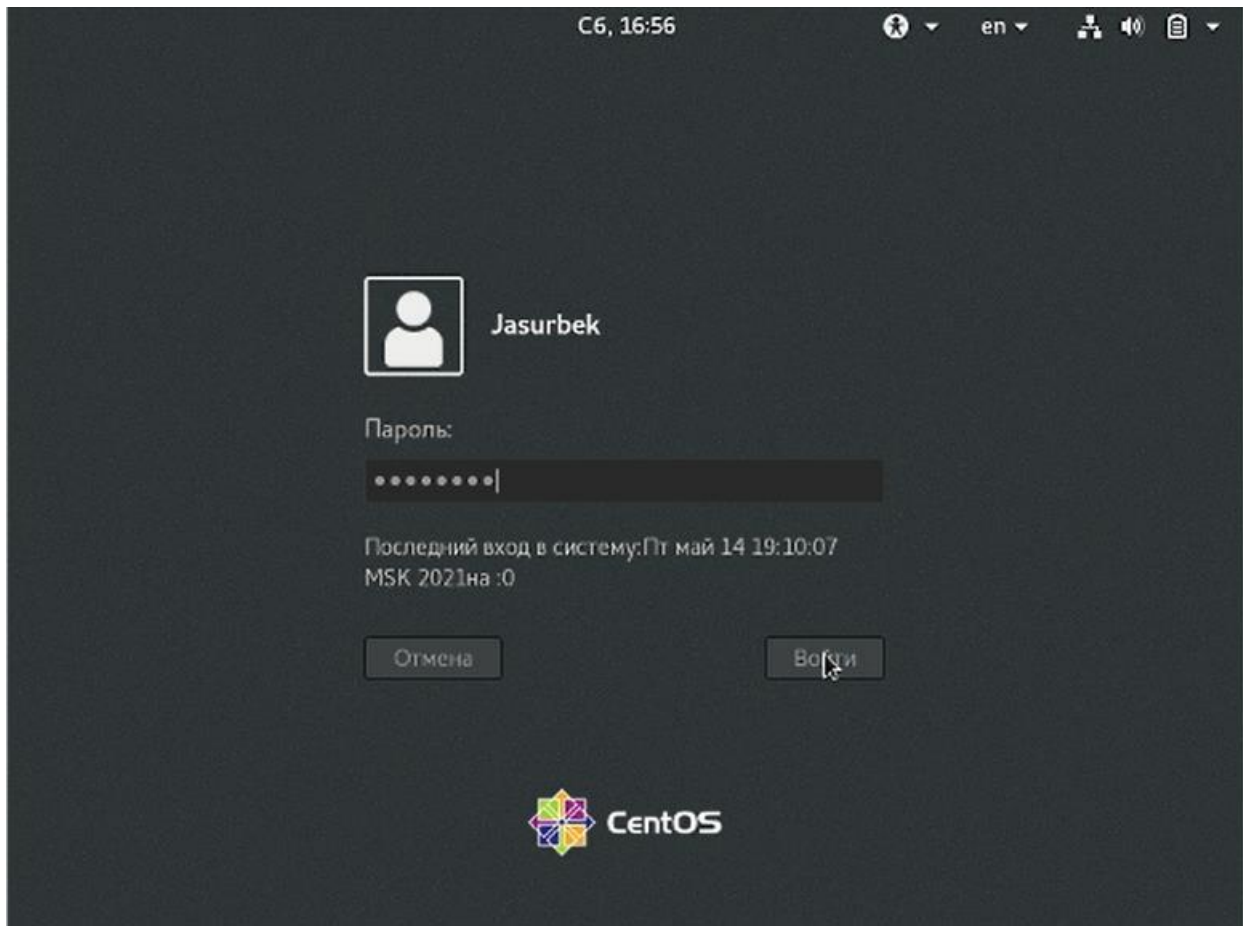 Сб, 16:56 en
Jasurbek
Пароль:
Последний вход в систему:Пт май 14 19:10:07
MSK 2021на :0
Отмена Войти
CentOS